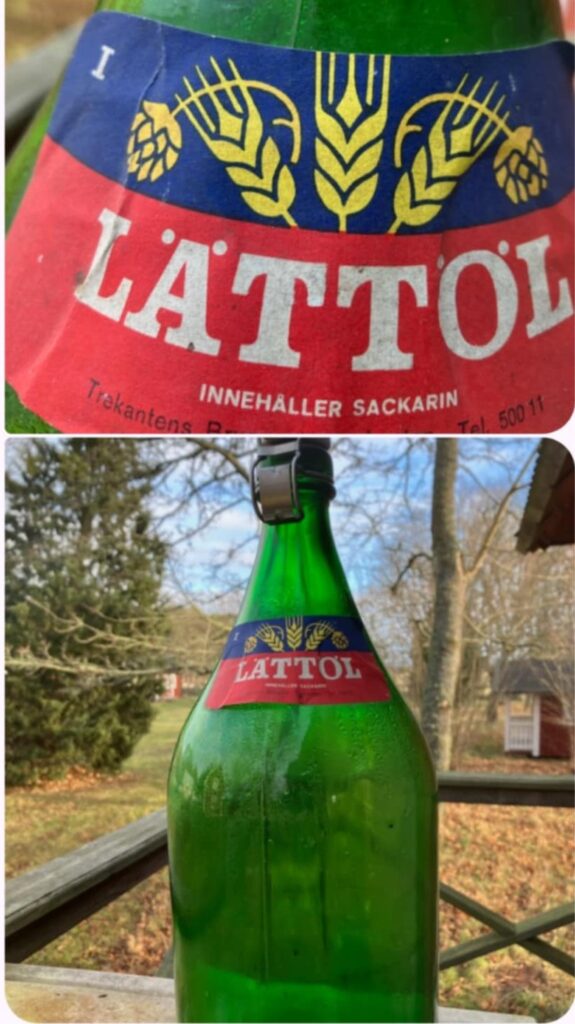 I
LÄTTÖL
INNEHÅLLER SACKARIN
Trekantens Tel. 500 11
I
LÄTTÖL
INNEHÅLLER SACKARIN